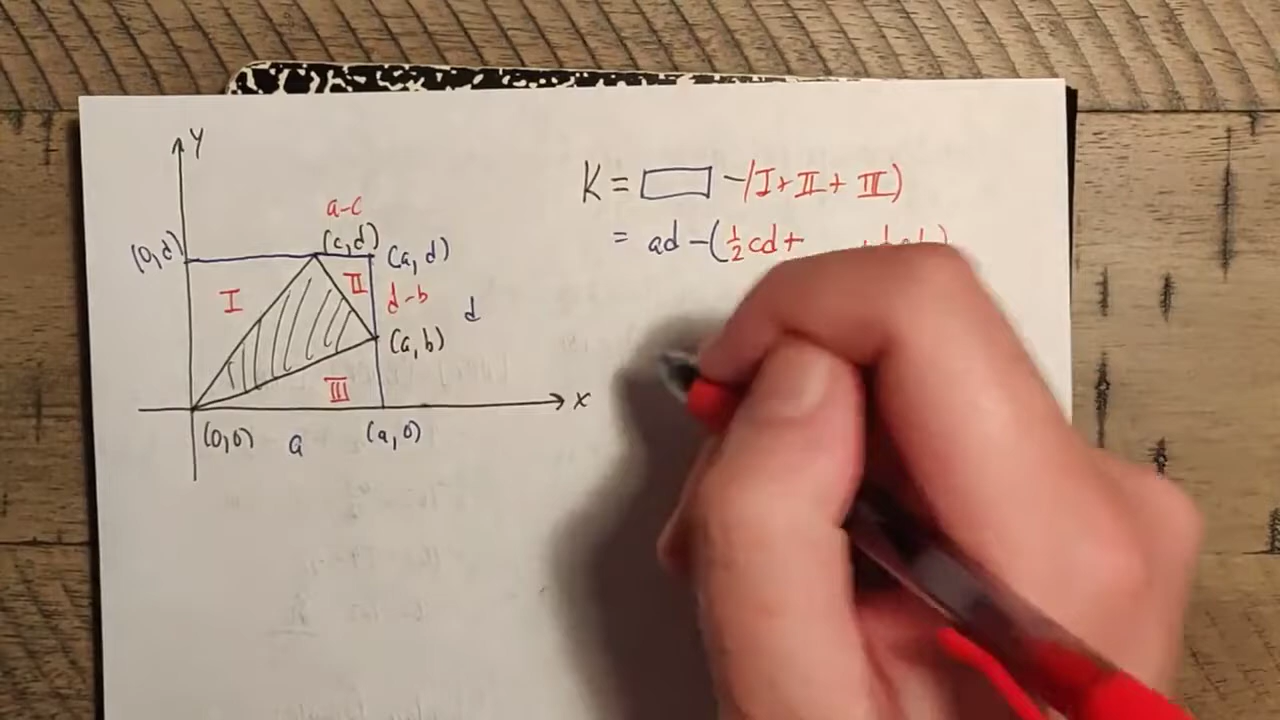 y
a-c
(0,d) (c,d) (a,d)
I II d-b d
(a,b)
III
x
(0,0) a (a,0)
K = ▭ -(I+II+III)
= ad-(½cd+